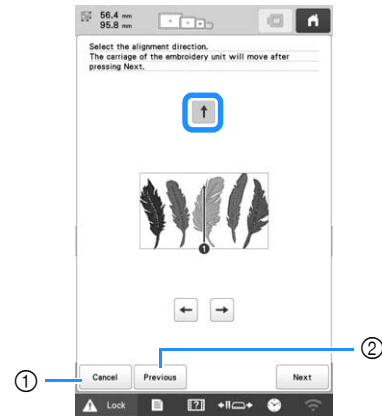 56.4 mm
95.8 mm
Select the alignment direction.
The carriage of the embroidery unit will move after
pressing Next.
↑
1
← →
Cancel Previous Next
① ②
Lock